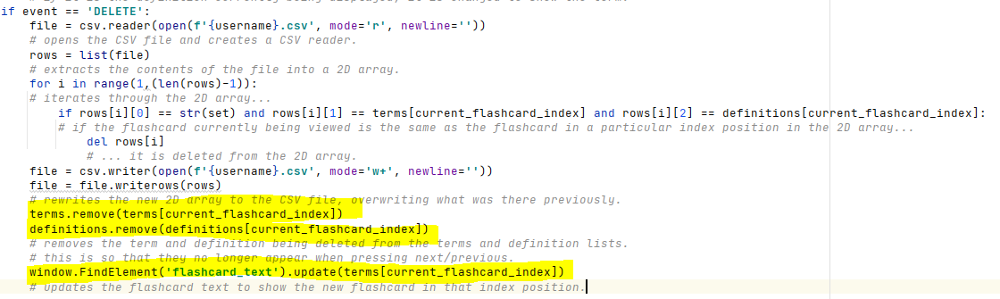 if event == 'DELETE':
file = csv.reader(open(f'{username}.csv', mode='r', newline=''))
# opens the CSV file and creates a CSV reader.
rows = list(file)
# extracts the contents of the file into a 2D array.
for i in range(1,(len(rows)-1)):
# iterates through the 2D array...
if rows[i][0] == str(set) and rows[i][1] == terms[current_flashcard_index] and rows[i][2] == definitions[current_flashcard_index]:
# if the flashcard currently being viewed is the same as the flashcard in a particular index position in the 2D array...
del rows[i]
# ... it is deleted from the 2D array.
file = csv.writer(open(f'{username}.csv', mode='w+', newline=''))
file = file.writerows(rows)
# rewrites the new 2D array to the CSV file, overwriting what was there previously.
terms.remove(terms[current_flashcard_index])
definitions.remove(definitions[current_flashcard_index])
# removes the term and definition being deleted from the terms and definition lists.
# this is so that they no longer appear when pressing next/previous.
window.FindElement('flashcard_text').update(terms[current_flashcard_index])
# updates the flashcard text to show the new flashcard in that index position.